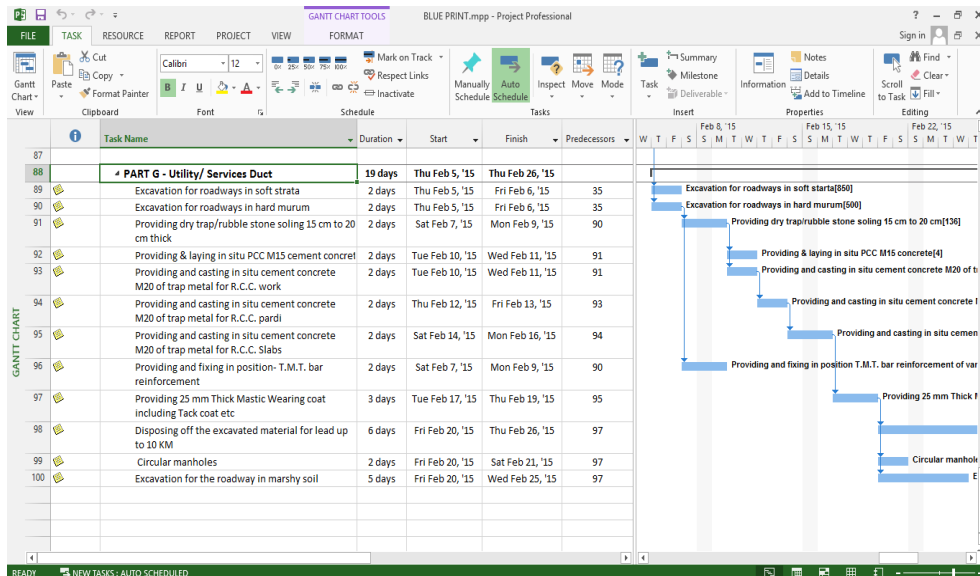 GANTT CHART TOOLS
BLUE PRINT.mpp - Project Professional
FILE TASK RESOURCE REPORT PROJECT VIEW FORMAT Sign in
Gantt Chart
View
Paste
Cut
Copy
Format Painter
Clipboard
Calibri 12
B I U A
Font
0% 25% 50% 75% 100%
Mark on Track
Respect Links
Inactivate
Schedule
Manually Schedule
Auto Schedule
Inspect
Move
Mode
Tasks
Task
Summary
Milestone
Deliverable
Insert
Information
Notes
Details
Add to Timeline
Properties
Scroll to Task
Find
Clear
Fill
Editing
Task Name Duration Start Finish Predecessors
Feb 8, '15 Feb 15, '15 Feb 22, '15
W T F S S M T W T F S S M T W T F S S M T W T
87
88 PART G - Utility/ Services Duct 19 days Thu Feb 5, '15 Thu Feb 26, '15
89 Excavation for roadways in soft strata 2 days Thu Feb 5, '15 Fri Feb 6, '15 35
90 Excavation for roadways in hard murum 2 days Thu Feb 5, '15 Fri Feb 6, '15 35
91 Providing dry trap/rubble stone soling 15 cm to 20 2 days Sat Feb 7, '15 Mon Feb 9, '15 90
cm thick
92 Providing & laying in situ PCC M15 cement concret 2 days Tue Feb 10, '15 Wed Feb 11, '15 91
93 Providing and casting in situ cement concrete 2 days Tue Feb 10, '15 Wed Feb 11, '15 91
M20 of trap metal for R.C.C. work
94 Providing and casting in situ cement concrete 2 days Thu Feb 12, '15 Fri Feb 13, '15 93
M20 of trap metal for R.C.C. pardi
95 Providing and casting in situ cement concrete 2 days Sat Feb 14, '15 Mon Feb 16, '15 94
M20 of trap metal for R.C.C. Slabs
96 Providing and fixing in position- T.M.T. bar 2 days Sat Feb 7, '15 Mon Feb 9, '15 90
reinforcement
97 Providing 25 mm Thick Mastic Wearing coat 3 days Tue Feb 17, '15 Thu Feb 19, '15 95
including Tack coat etc
98 Disposing off the excavated material for lead up 6 days Fri Feb 20, '15 Thu Feb 26, '15 97
to 10 KM
99 Circular manholes 2 days Fri Feb 20, '15 Sat Feb 21, '15 97
100 Excavation for the roadway in marshy soil 5 days Fri Feb 20, '15 Wed Feb 25, '15 97
Excavation for roadways in soft starta[850]
Excavation for roadways in hard murum[500]
Providing dry trap/rubble stone soling 15 cm to 20 cm[136]
Providing & laying in situ PCC M15 concrete[4]
Providing and casting in situ cement concrete M20 of t
Providing and casting in situ cement concrete
Providing and casting in situ cemen
Providing and fixing in position T.M.T. bar reinforcement of var
Providing 25 mm Thick
Circular manhole
E
GANTT CHART
READY NEW TASKS : AUTO SCHEDULED